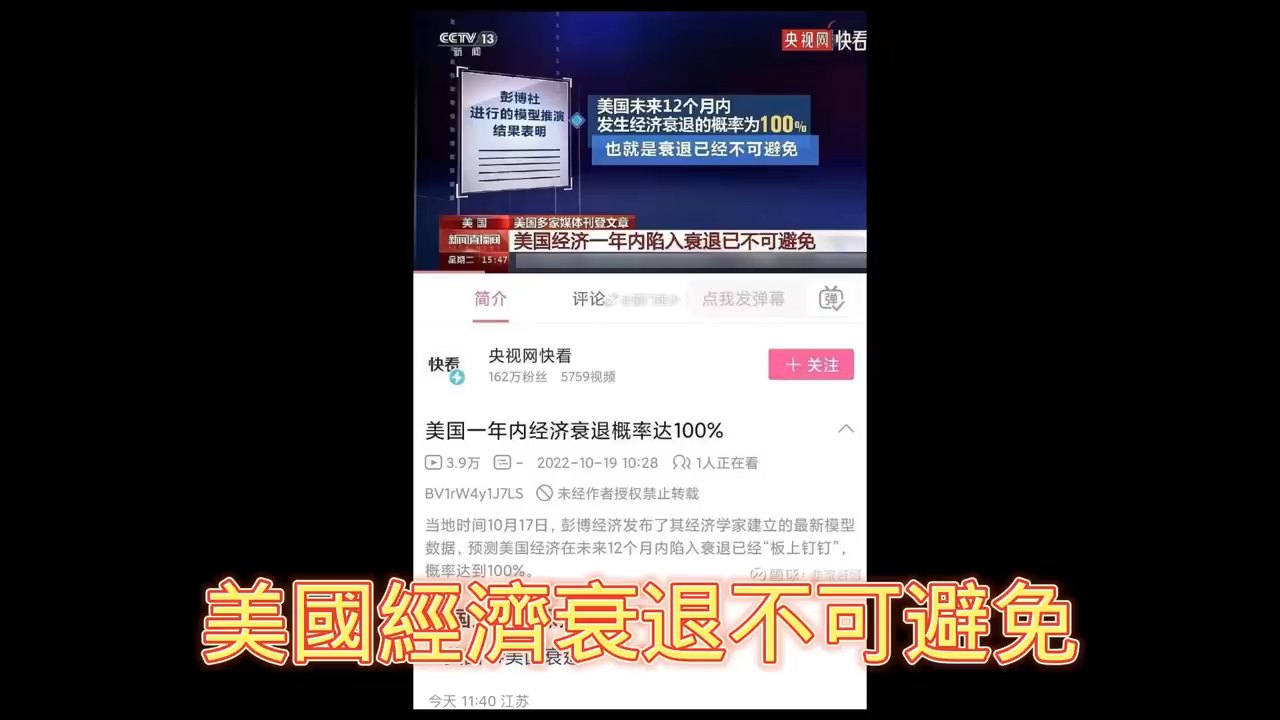 CCTV 13
新闻
央视网 快看
彭博社
进行的模型推演
结果表明
美国未来12个月内
发生经济衰退的概率为100%
也就是衰退已经不可避免
美国 美国多家媒体刊登文章
新闻直播间 美国经济一年内陷入衰退已不可避免
星期二 15:47
简介 评论 点我发弹幕 弹
快看 央视网快看
162万粉丝 5759视频
+ 关注
美国一年内经济衰退概率达100%
3.9万 - 2022-10-19 10:28 1人正在看
BV1rW4y1J7LS 未经作者授权禁止转载
当地时间10月17日,彭博经济发布了其经济学家建立的最新模型
数据,预测美国经济在未来12个月内陷入衰退已经“板上钉钉”,
概率达到100%。
美國經濟衰退不可避免
今天 11:40 江苏